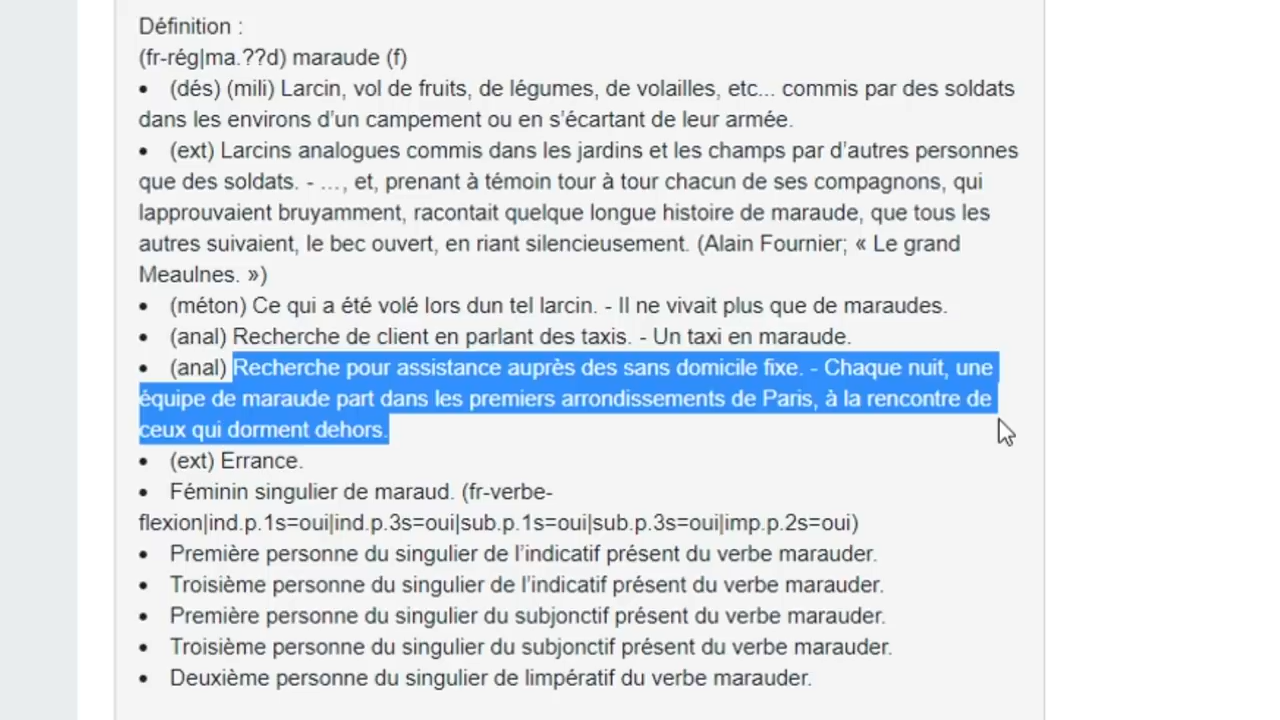 Définition :
(fr-rég|ma.??d) maraude (f)
• (dés) (mili) Larcin, vol de fruits, de légumes, de volailles, etc... commis par des soldats
dans les environs d’un campement ou en s’écartant de leur armée.
• (ext) Larcins analogues commis dans les jardins et les champs par d’autres personnes
que des soldats. - …, et, prenant à témoin tour à tour chacun de ses compagnons, qui
lapprouvaient bruyamment, racontait quelque longue histoire de maraude, que tous les
autres suivaient, le bec ouvert, en riant silencieusement. (Alain Fournier; « Le grand
Meaulnes. »)
• (méton) Ce qui a été volé lors dun tel larcin. - Il ne vivait plus que de maraudes.
• (anal) Recherche de client en parlant des taxis. - Un taxi en maraude.
• (anal) Recherche pour assistance auprès des sans domicile fixe. - Chaque nuit, une
équipe de maraude part dans les premiers arrondissements de Paris, à la rencontre de
ceux qui dorment dehors.
• (ext) Errance.
• Féminin singulier de maraud. (fr-verbe-
flexion|ind.p.1s=oui|ind.p.3s=oui|sub.p.1s=oui|sub.p.3s=oui|imp.p.2s=oui)
• Première personne du singulier de l’indicatif présent du verbe marauder.
• Troisième personne du singulier de l’indicatif présent du verbe marauder.
• Première personne du singulier du subjonctif présent du verbe marauder.
• Troisième personne du singulier du subjonctif présent du verbe marauder.
• Deuxième personne du singulier de limpératif du verbe marauder.